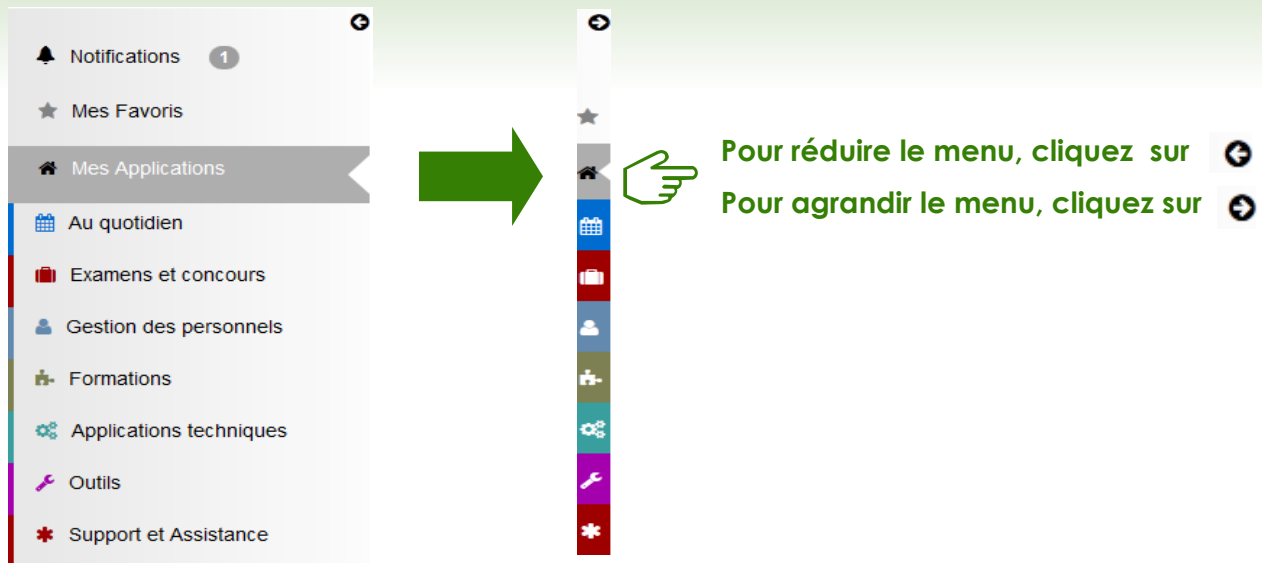 Notifications 1
Mes Favoris
Mes Applications
Au quotidien
Examens et concours
Gestion des personnels
Formations
Applications techniques
Outils
Support et Assistance
Pour réduire le menu, cliquez sur
Pour agrandir le menu, cliquez sur